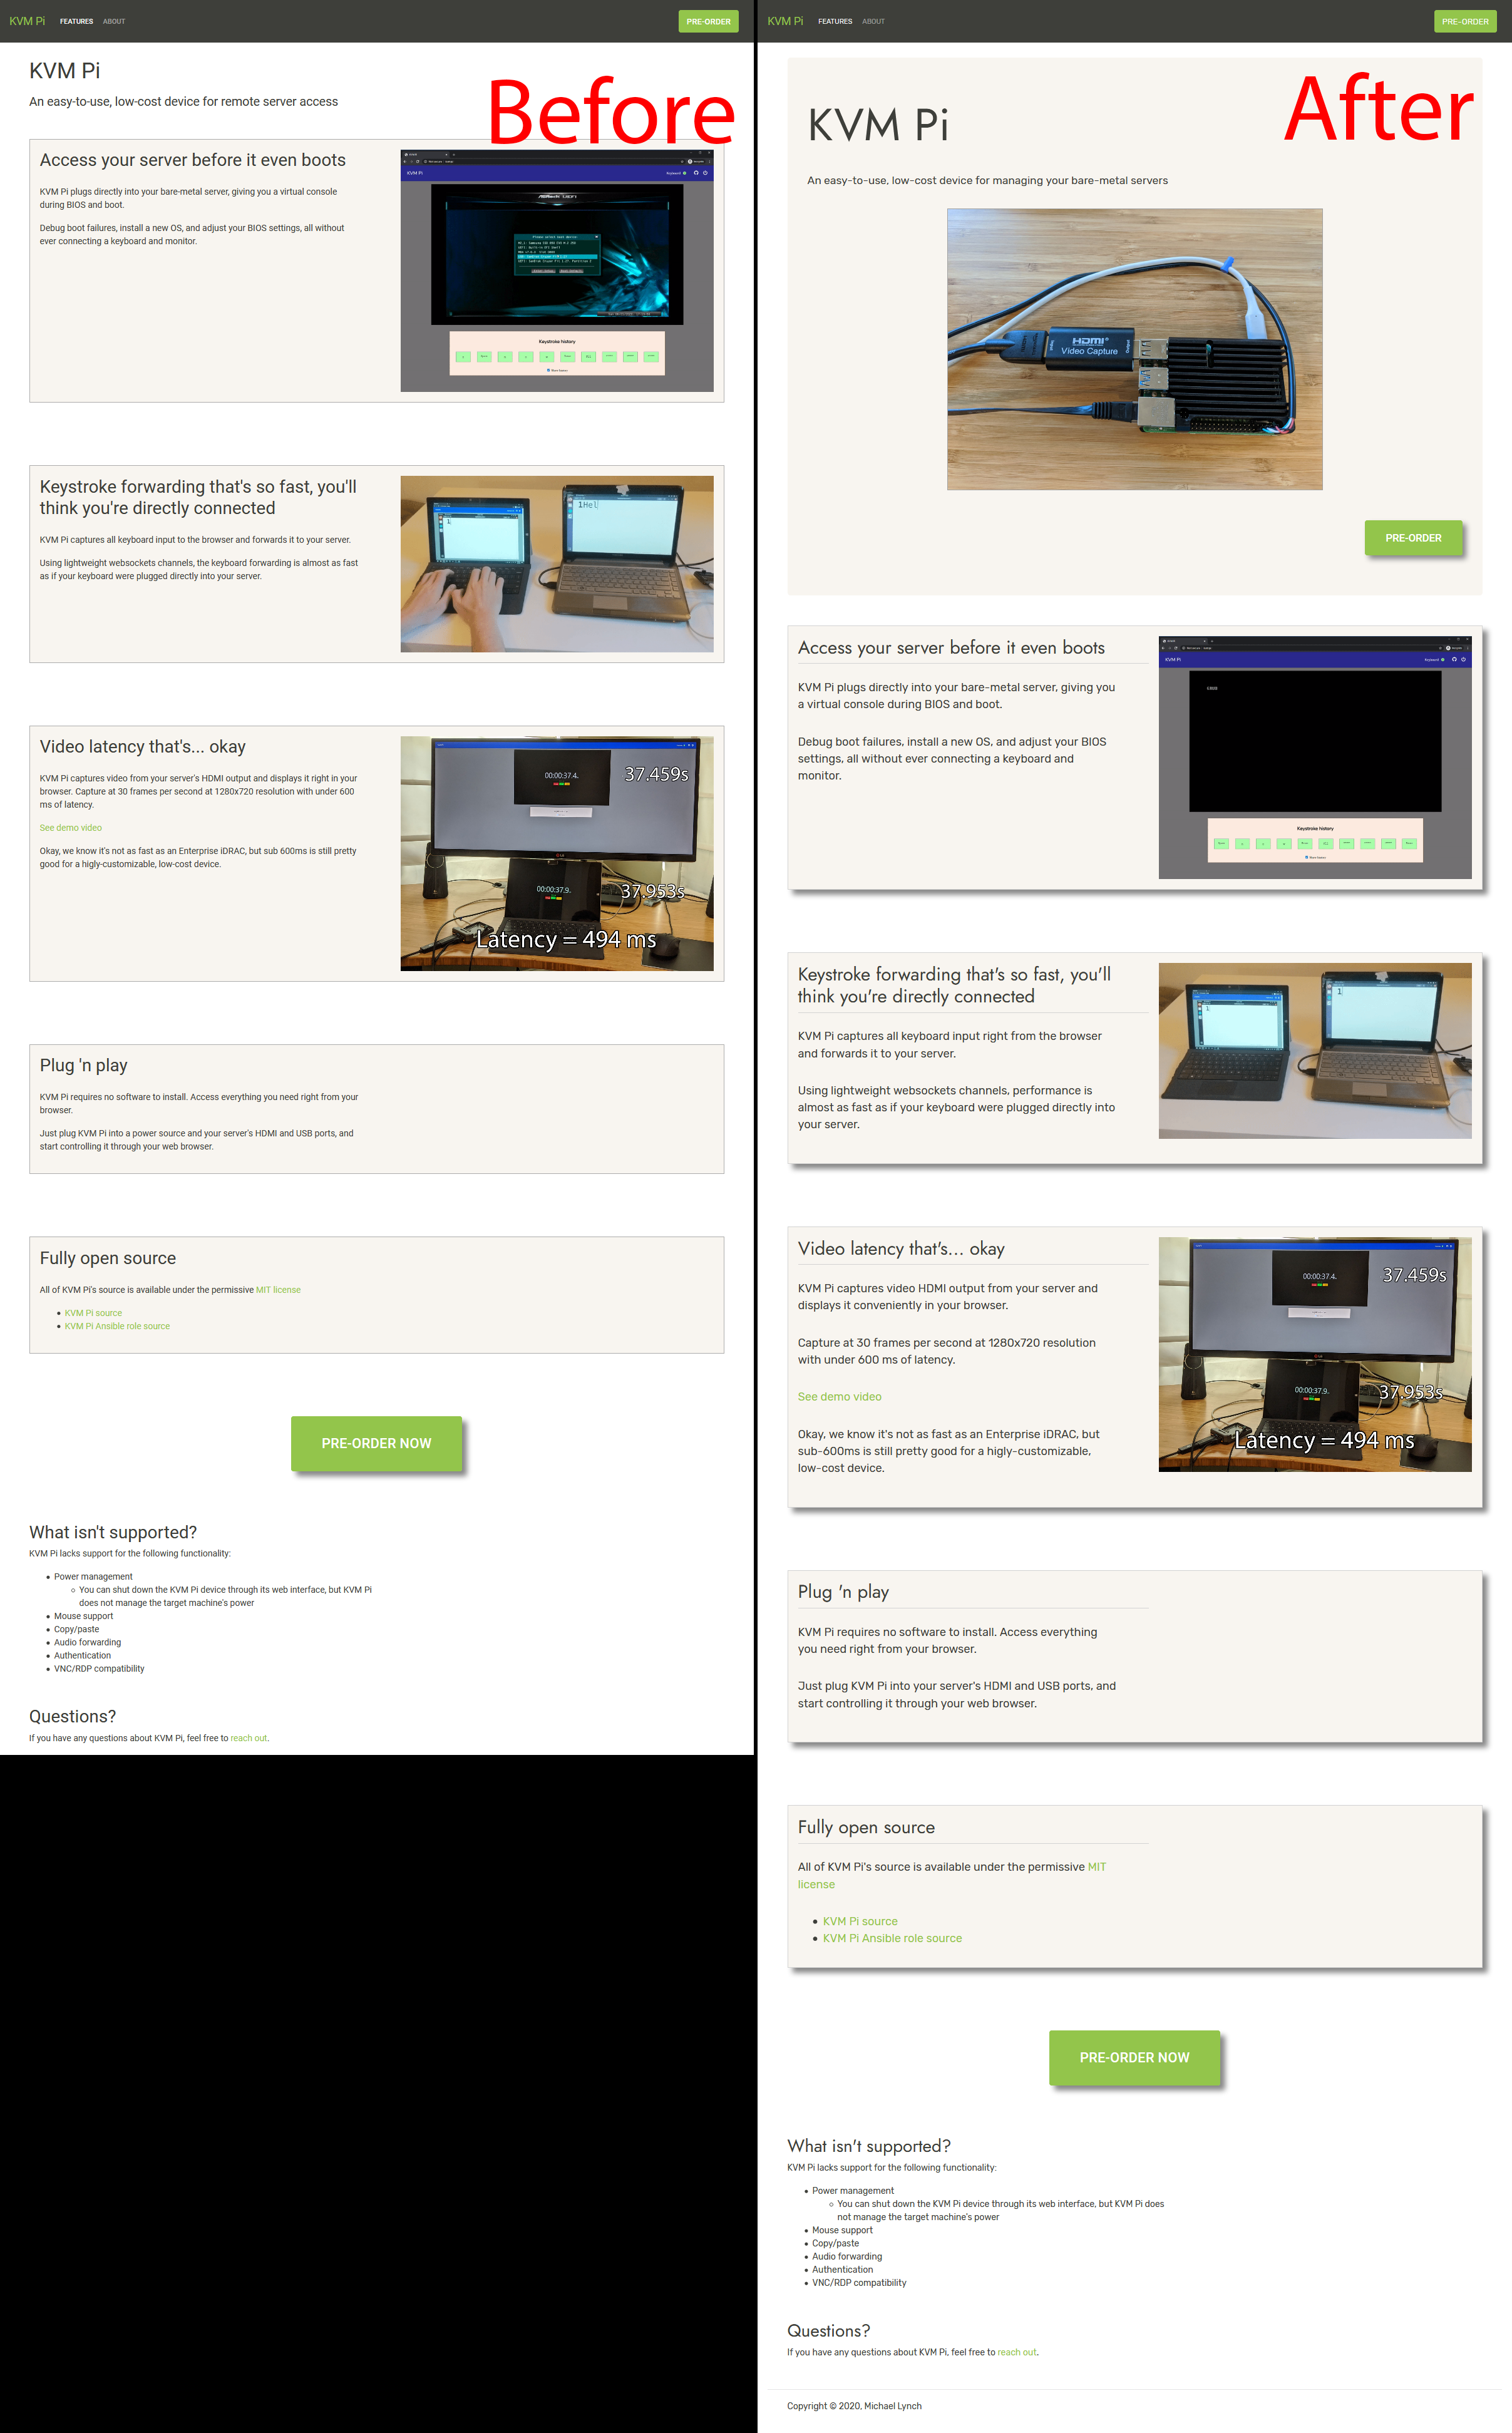 KVM Pi FEATURES ABOUT PRE-ORDER
KVM Pi
Before
An easy-to-use, low-cost device for remote server access
Access your server before it even boots
KVM Pi plugs directly into your bare-metal server, giving you a virtual console
during BIOS and boot.
Debug boot failures, install a new OS, and adjust your BIOS settings, all without
ever connecting a keyboard and monitor.
KVM Pi
Keystroke history
Keystroke forwarding that's so fast, you'll
think you're directly connected
KVM Pi captures all keyboard input to the browser and forwards it to your server.
Using lightweight websockets channels, the keyboard forwarding is almost as fast
as if your keyboard were plugged directly into your server.
1
1Hel
Video latency that's... okay
KVM Pi captures video from your server's HDMI output and displays it right in your
browser. Capture at 30 frames per second at 1280x720 resolution with under 600
ms of latency.
See demo video
Okay, we know it's not as fast as an Enterprise iDRAC, but sub 600ms is still pretty
good for a higly-customizable, low-cost device.
00:00:37.4.
37.459s
00:00:37.9.
37.953s
Latency = 494 ms
Plug 'n play
KVM Pi requires no software to install. Access everything you need right from your
browser.
Just plug KVM Pi into a power source and your server's HDMI and USB ports, and
start controlling it through your web browser.
Fully open source
All of KVM Pi's source is available under the permissive MIT license
• KVM Pi source
• KVM Pi Ansible role source
PRE-ORDER NOW
What isn't supported?
KVM Pi lacks support for the following functionality:
• Power management
◦ You can shut down the KVM Pi device through its web interface, but KVM Pi
does not manage the target machine's power
• Mouse support
• Copy/paste
• Audio forwarding
• Authentication
• VNC/RDP compatibility
Questions?
If you have any questions about KVM Pi, feel free to reach out.
KVM Pi FEATURES ABOUT PRE-ORDER
After
KVM Pi
An easy-to-use, low-cost device for managing your bare-metal servers
HDMI
Video Capture
Output
PRE-ORDER
Access your server before it even boots
KVM Pi plugs directly into your bare-metal server, giving you
a virtual console during BIOS and boot.
Debug boot failures, install a new OS, and adjust your BIOS
settings, all without ever connecting a keyboard and
monitor.
KVM Pi
Keystroke history
Keystroke forwarding that's so fast, you'll
think you're directly connected
KVM Pi captures all keyboard input right from the browser
and forwards it to your server.
Using lightweight websockets channels, performance is
almost as fast as if your keyboard were plugged directly into
your server.
1
1
Video latency that's... okay
KVM Pi captures video HDMI output from your server and
displays it conveniently in your browser.
Capture at 30 frames per second at 1280x720 resolution
with under 600 ms of latency.
See demo video
Okay, we know it's not as fast as an Enterprise iDRAC, but
sub-600ms is still pretty good for a higly-customizable,
low-cost device.
00:00:37.4.
37.459s
00:00:37.9.
37.953s
Latency = 494 ms
Plug 'n play
KVM Pi requires no software to install. Access everything
you need right from your browser.
Just plug KVM Pi into your server's HDMI and USB ports, and
start controlling it through your web browser.
Fully open source
All of KVM Pi's source is available under the permissive MIT
license
• KVM Pi source
• KVM Pi Ansible role source
PRE-ORDER NOW
What isn't supported?
KVM Pi lacks support for the following functionality:
• Power management
◦ You can shut down the KVM Pi device through its web interface, but KVM Pi does
not manage the target machine's power
• Mouse support
• Copy/paste
• Audio forwarding
• Authentication
• VNC/RDP compatibility
Questions?
If you have any questions about KVM Pi, feel free to reach out.
Copyright © 2020, Michael Lynch